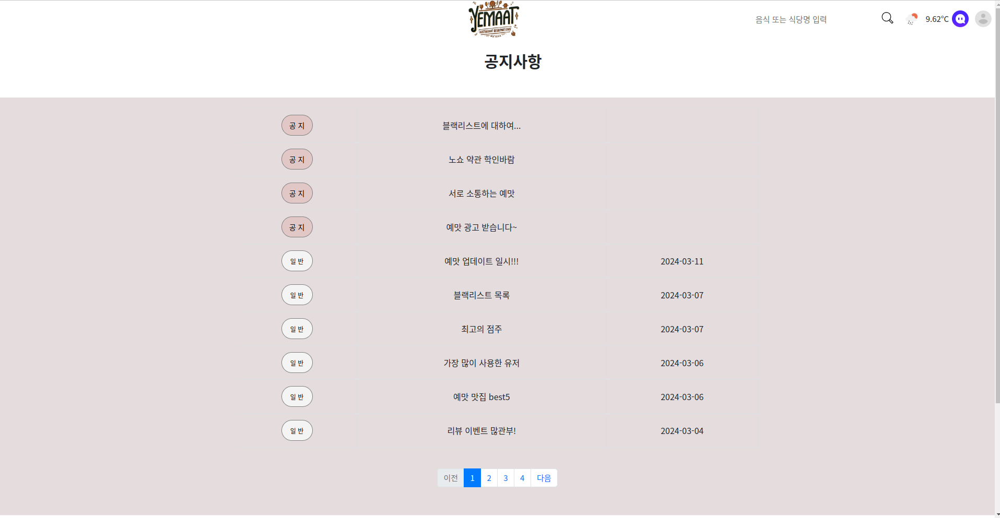 YEMAAT
RESTAURANT RESERVATIONS
음식 또는 식당명 입력
9.62°C
공지사항
공 지 블랙리스트에 대하여...
공 지 노쇼 약관 학인바람
공 지 서로 소통하는 예맛
공 지 예맛 광고 받습니다~
일 반 예맛 업데이트 일시!!! 2024-03-11
일 반 블랙리스트 목록 2024-03-07
일 반 최고의 점주 2024-03-07
일 반 가장 많이 사용한 유저 2024-03-06
일 반 예맛 맛집 best5 2024-03-06
일 반 리뷰 이벤트 많관부! 2024-03-04
이전 1 2 3 4 다음